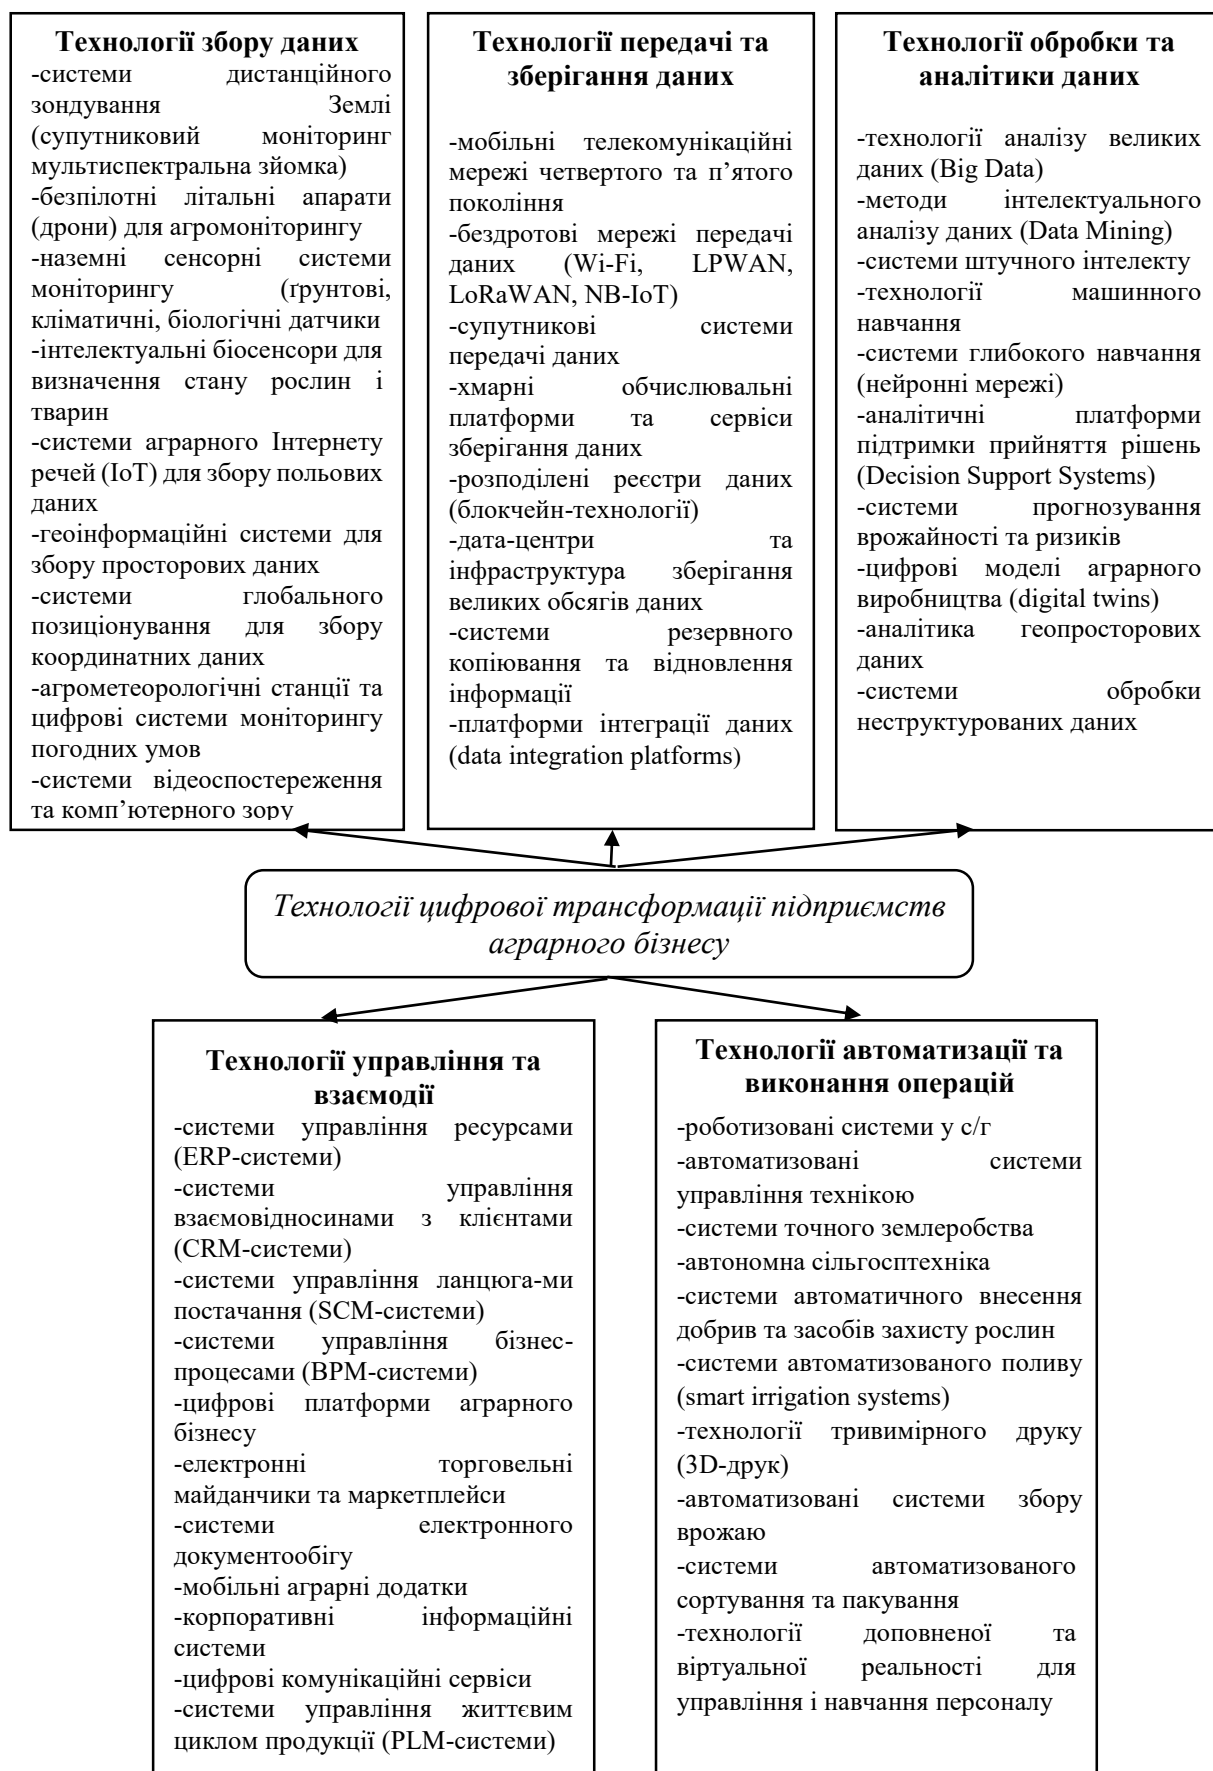 Технології збору даних
-системи дистанційного
зондування Землі
(супутниковий моніторинг
мультиспектральна зйомка)
-безпілотні літальні апарати
(дрони) для агромоніторингу
-наземні сенсорні системи
моніторингу (ґрунтові,
кліматичні, біологічні датчики
-інтелектуальні біосенсори для
визначення стану рослин і
тварин
-системи аграрного Інтернету
речей (IoT) для збору польових
даних
-геоінформаційні системи для
збору просторових даних
-системи глобального
позиціонування для збору
координатних даних
-агрометеорологічні станції та
цифрові системи моніторингу
погодних умов
-системи відеоспостереження
та комп’ютерного зору
Технології передачі та
зберігання даних
-мобільні телекомунікаційні
мережі четвертого та п’ятого
покоління
-бездротові мережі передачі
даних (Wi-Fi, LPWAN,
LoRaWAN, NB-IoT)
-супутникові системи
передачі даних
-хмарні обчислювальні
платформи та сервіси
зберігання даних
-розподілені реєстри даних
(блокчейн-технології)
-дата-центри та
інфраструктура зберігання
великих обсягів даних
-системи резервного
копіювання та відновлення
інформації
-платформи інтеграції даних
(data integration platforms)
Технології обробки та
аналітики даних
-технології аналізу великих
даних (Big Data)
-методи інтелектуального
аналізу даних (Data Mining)
-системи штучного інтелекту
-технології машинного
навчання
-системи глибокого навчання
(нейронні мережі)
-аналітичні платформи
підтримки прийняття рішень
(Decision Support Systems)
-системи прогнозування
врожайності та ризиків
-цифрові моделі аграрного
виробництва (digital twins)
-аналітика геопросторових
даних
-системи обробки
неструктурованих даних
Технології цифрової трансформації підприємств
аграрного бізнесу
Технології управління та
взаємодії
-системи управління ресурсами
(ERP-системи)
-системи управління
взаємовідносинами з клієнтами
(CRM-системи)
-системи управління ланцюга-ми
постачання (SCM-системи)
-системи управління бізнес-
процесами (BPM-системи)
-цифрові платформи аграрного
бізнесу
-електронні торговельні
майданчики та маркетплейси
-системи електронного
документообігу
-мобільні аграрні додатки
-корпоративні інформаційні
системи
-цифрові комунікаційні сервіси
-системи управління життєвим
циклом продукції (PLM-системи)
Технології автоматизації та
виконання операцій
-роботизовані системи у с/г
-автоматизовані системи
управління технікою
-системи точного землеробства
-автономна сільгосптехніка
-системи автоматичного внесення
добрив та засобів захисту рослин
-системи автоматизованого поливу
(smart irrigation systems)
-технології тривимірного друку
(3D-друк)
-автоматизовані системи збору
врожаю
-системи автоматизованого
сортування та пакування
-технології доповненої та
віртуальної реальності для
управління і навчання персоналу